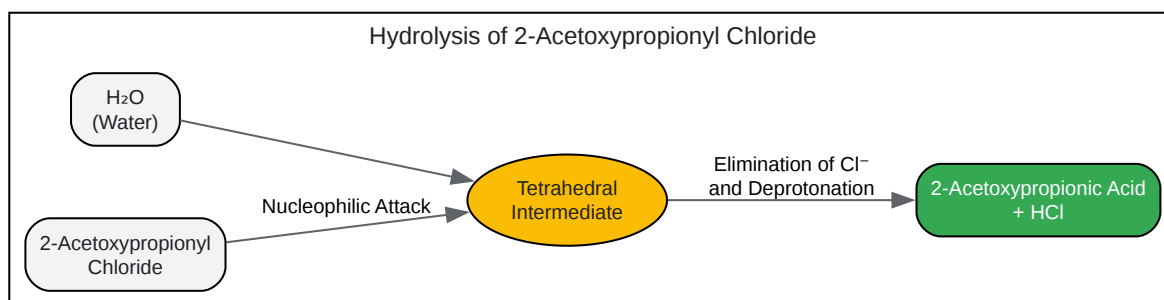 Hydrolysis of 2-Acetoxypropionyl Chloride
H₂O
(Water)
2-Acetoxypropionyl
Chloride
Nucleophilic Attack
Tetrahedral
Intermediate
Elimination of Cl⁻
and Deprotonation
2-Acetoxypropionic Acid
+ HCl